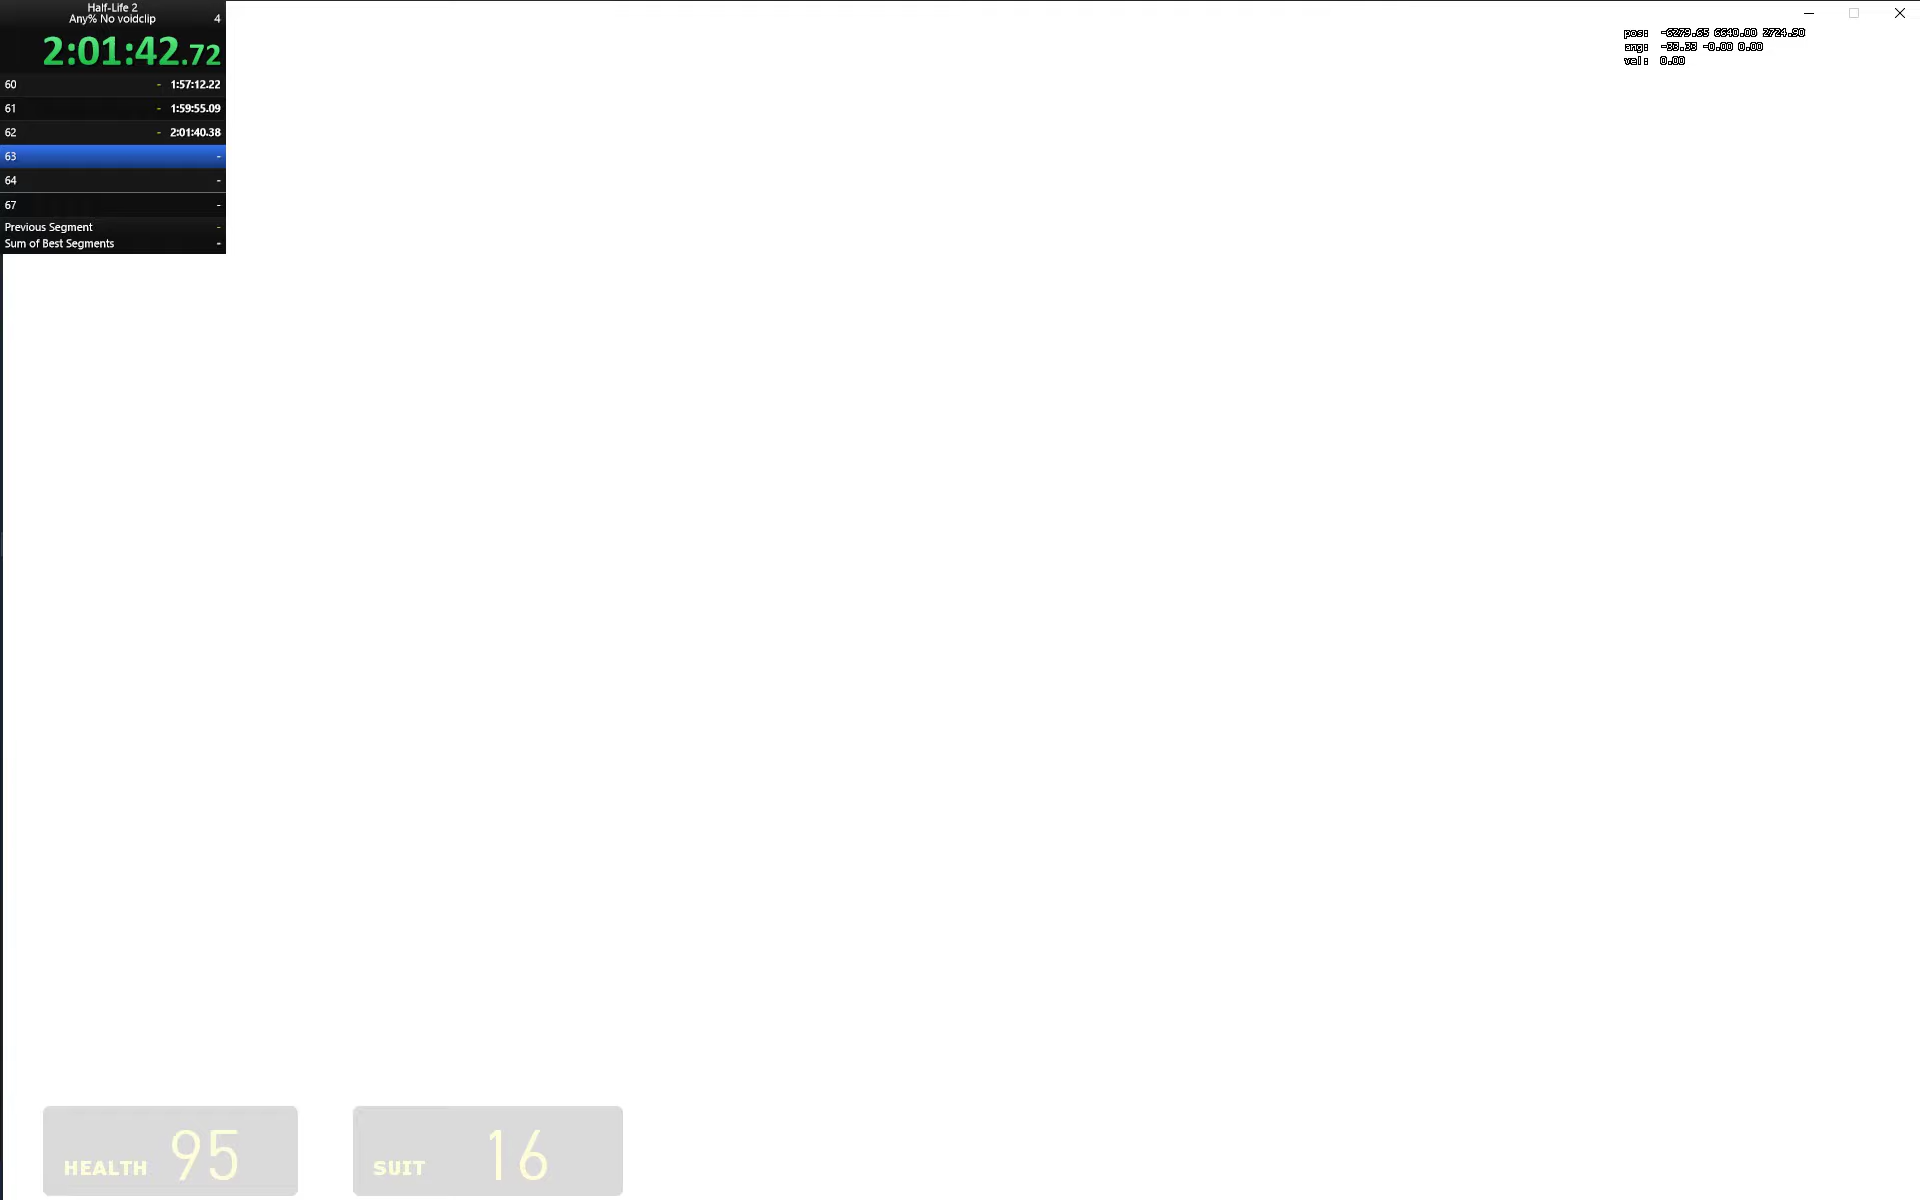 Half-Life 2
Any% No voidclip 4
2:01:42.72
60 - 1:57:12.22
61 - 1:59:55.09
62 - 2:01:40.38
63 -
64 -
67 -
Previous Segment -
Sum of Best Segments -
pos: -6279.65 6640.00 2724.90
ang: -33.33 -0.00 0.00
vel: 0.00
HEALTH 95
SUIT 16